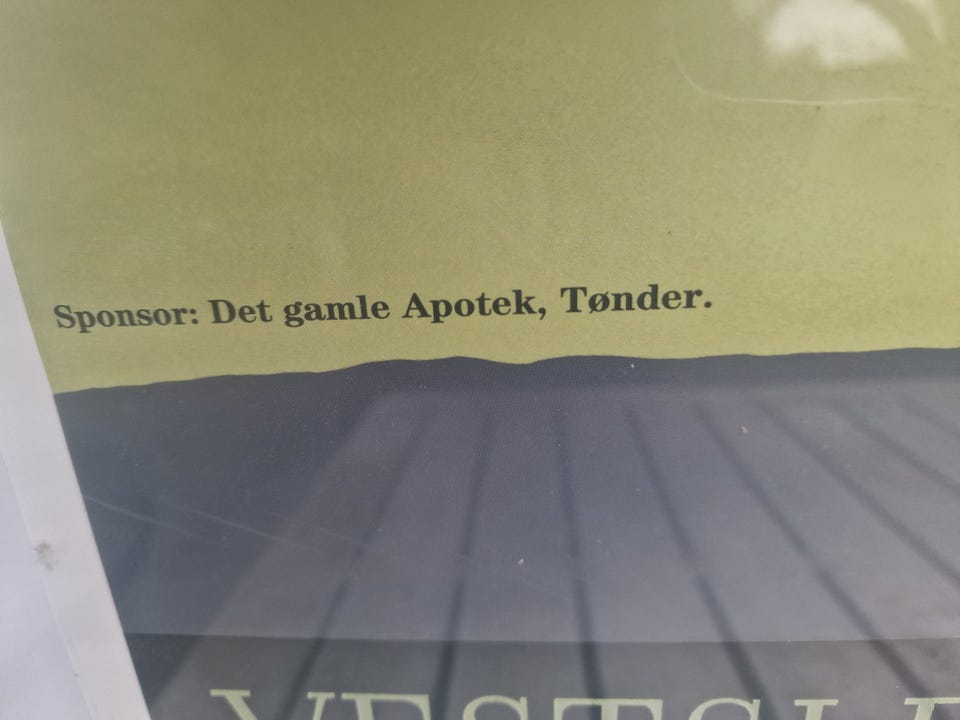 Sponsor: Det gamle Apotek, Tønder.